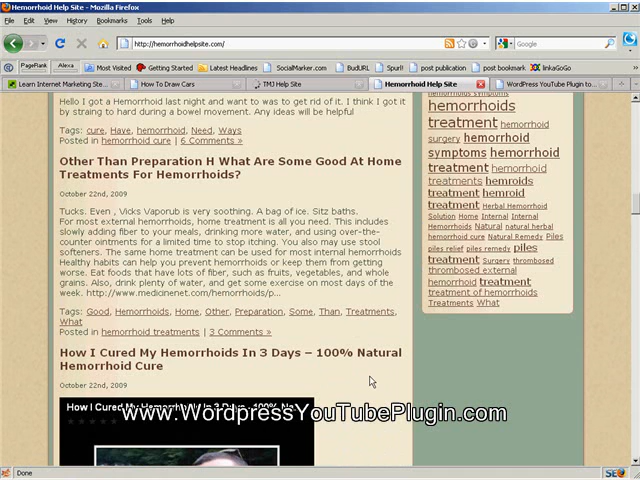 Hemorrhoid Help Site - Mozilla Firefox
File Edit View History Bookmarks Tools Help
http://hemorrhoidhelpsite.com/
Google
PageRank Alexa Most Visited Getting Started Latest Headlines SocialMarker.com BudURL Spurl! post publication post bookmark linkaGoGo
Learn Internet Marketing Ste... How To Draw Cars TMJ Help Site Hemorrhoid Help Site WordPress YouTube Plugin to...
Hello I got a Hemorrhoid last night and want to was to get rid of it. I think I got it
by straing to hard during a bowel movement. Any ideas will be helpful
Tags: cure, Have, hemorrhoid, Need, Ways
Posted in hemorrhoid cure | 6 Comments »
Other Than Preparation H What Are Some Good At Home
Treatments For Hemorrhoids?
October 22nd, 2009
Tucks. Even , Vicks Vaporub is very soothing. A bag of ice. Sitz baths.
For most external hemorrhoids, home treatment is all you need. This includes
slowly adding fiber to your meals, drinking more water, and using over-the-
counter ointments for a limited time to stop itching. You also may use stool
softeners. The same home treatment can be used for most internal hemorrhoids
Healthy habits can help you prevent hemorrhoids or keep them from getting
worse. Eat foods that have lots of fiber, such as fruits, vegetables, and whole
grains. Also, drink plenty of water, and get some exercise on most days of the
week. http://www.medicinenet.com/hemorrhoids/p...
Tags: Good, Hemorrhoids, Home, Other, Preparation, Some, Than, Treatments,
What
Posted in hemorrhoid treatments | 3 Comments »
How I Cured My Hemorrhoids In 3 Days – 100% Natural
Hemorrhoid Cure
October 22nd, 2009
How I Cured My Hemorrhoids In 3 Days - 100% Na...
www.WordpressYouTubePlugin.com
hemorrhoids symptoms
hemorrhoids
treatment hemorrhoid
surgery hemorrhoid
symptoms hemorrhoid
treatment hemorrhoid
treatments hemroids
treatment hemroid
treatment Herbal Hemorrhoid
Solution Home Internal Internal
Hemorrhoids Natural natural herbal
hemorrhoid cure Natural Remedy Piles
piles relief piles remedy piles
treatment Surgery thrombosed
thrombosed external
hemorrhoid treatment
treatment of hemorrhoids
Treatments What
Done
SEO